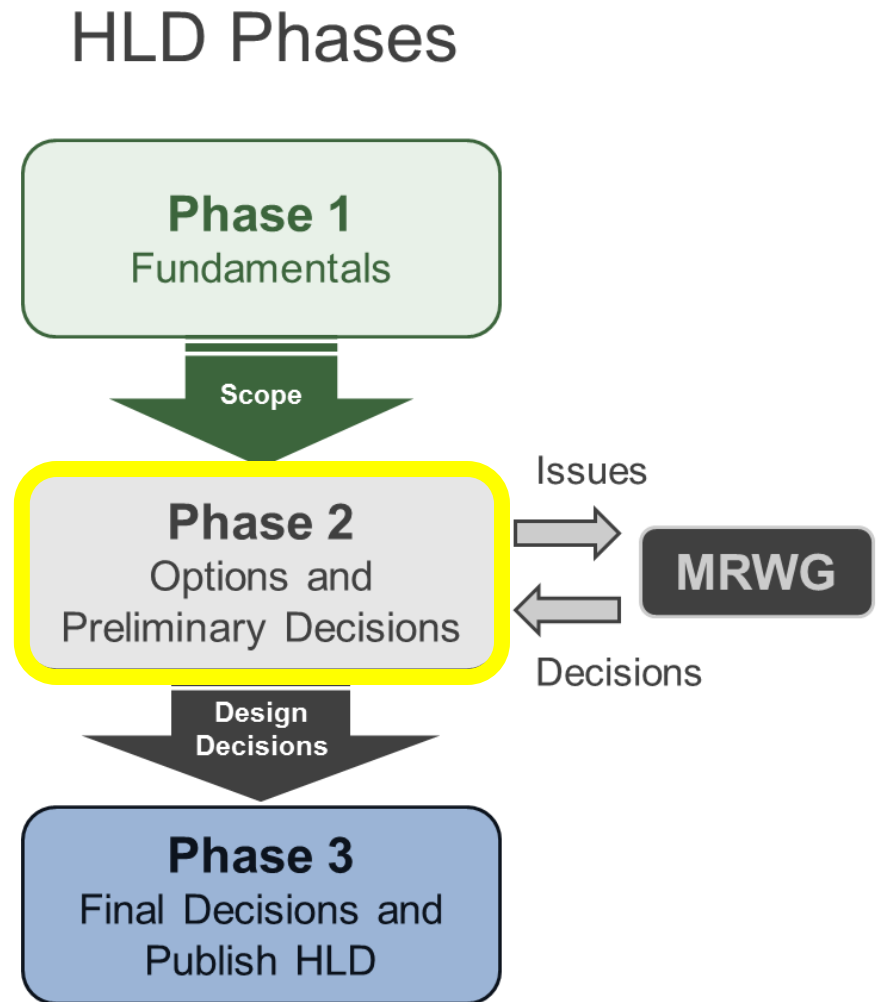 HLD Phases
Phase 1
Fundamentals
Scope
Issues
Phase 2
Options and
Preliminary Decisions
MRWG
Decisions
Design
Decisions
Phase 3
Final Decisions and
Publish HLD